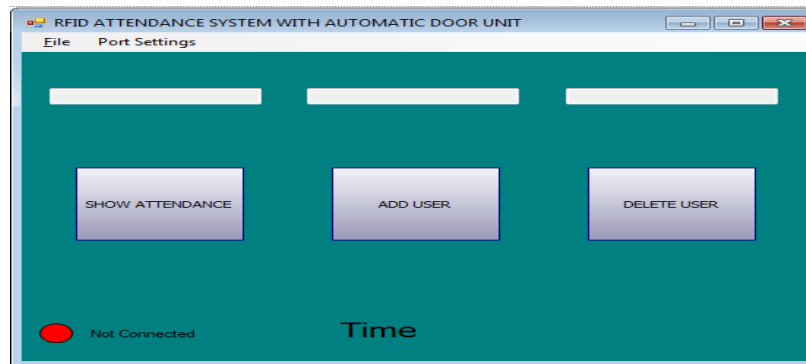 RFID ATTENDANCE SYSTEM WITH AUTOMATIC DOOR UNIT
File Port Settings
SHOW ATTENDANCE ADD USER DELETE USER
Not Connected Time